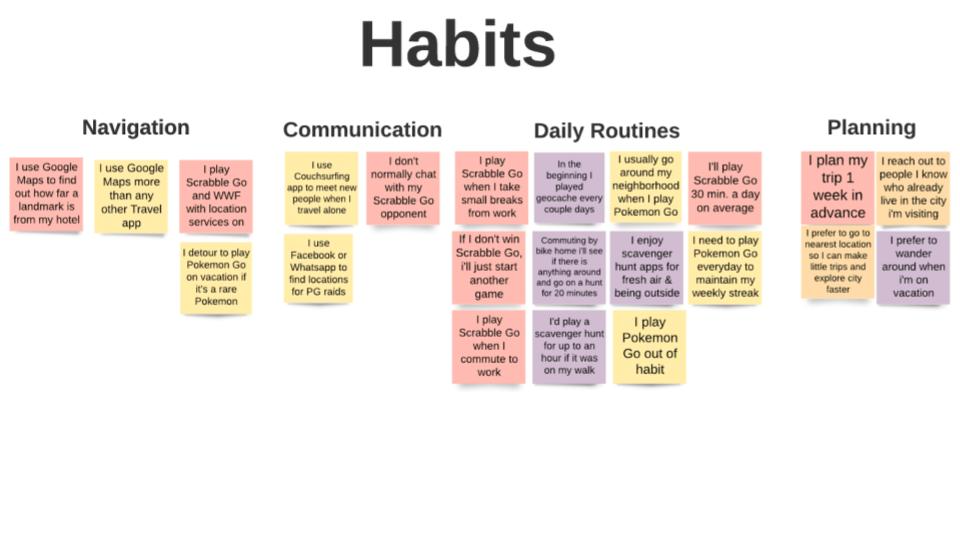 Habits
Navigation
I use Google
Maps to find
out how far a
landmark is
from my hotel
I use Google
Maps more
than any
other Travel
app
I play
Scrabble Go
and WWF
with location
services on
I detour to play
Pokemon Go
on vacation if
it's a rare
Pokemon
Communication
I use
Couchsurfing
app to meet new
people when I
travel alone
I don't
normally chat
with my
Scrabble Go
opponent
I use
Facebook or
Whatsapp to
find locations
for PG raids
Daily Routines
I play
Scrabble Go
when I take
small breaks
from work
In the
beginning I
played
geocache every
couple days
I usually go
around my
neighborhood
when I play
Pokemon Go
I'll play
Scrabble Go
30 min. a day
on average
If I don't win
Scrabble Go,
i'll just start
another
game
Commuting by
bike home i'll see
if there is
anything around
and go on a hunt
for 20 minutes
I enjoy
scavenger
hunt apps for
fresh air &
being outside
I need to play
Pokemon Go
everyday to
maintain my
weekly streak
I play
Scrabble Go
when I
commute to
work
I'd play a
scavenger hunt
for up to an
hour if it was
on my walk
I play
Pokemon
Go out of
habit
Planning
I plan my
trip 1
week in
advance
I reach out to
people I know
who already
live in the city
i'm visiting
I prefer to go to
nearest location
so I can make
little trips and
explore city
faster
I prefer to
wander
around when
i'm on
vacation